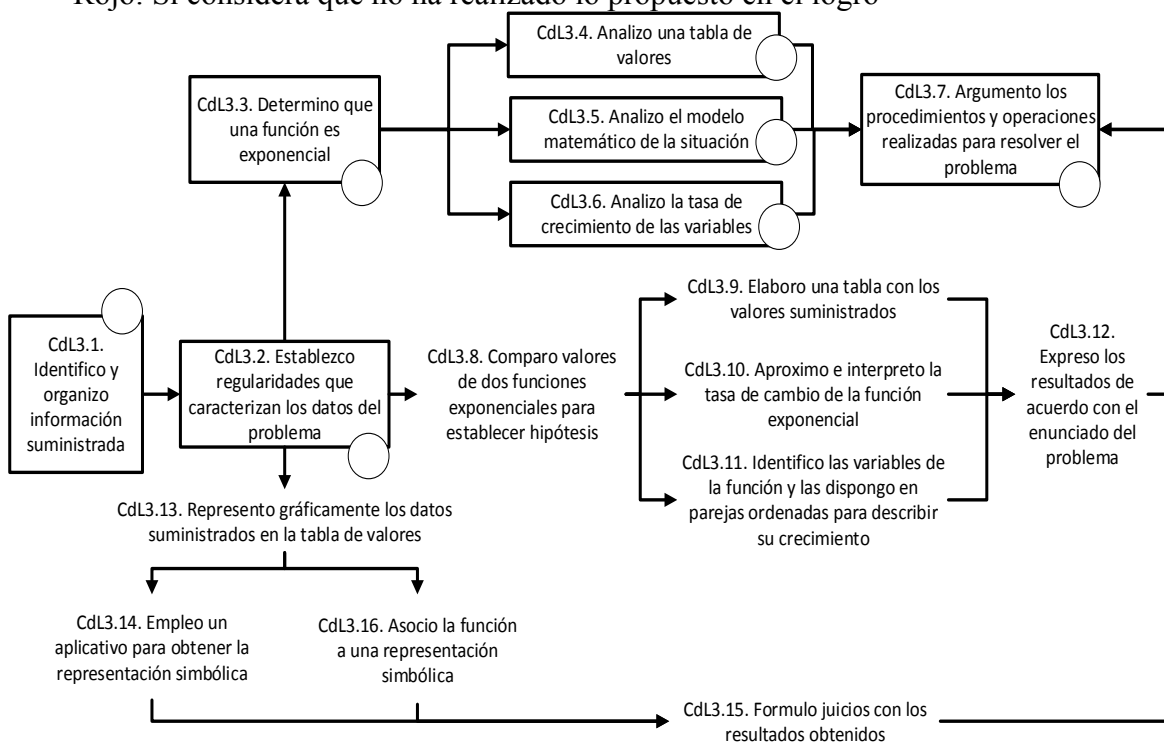 Rojo: Si considera que no ha realizado lo propuesto en el logro
CdL3.4. Analizo una tabla de
valores
CdL3.3. Determino que
una función es
exponencial
CdL3.5. Analizo el modelo
matemático de la situación
CdL3.7. Argumento los
procedimientos y operaciones
realizadas para resolver el
problema
CdL3.6. Analizo la tasa de
crecimiento de las variables
CdL3.1.
Identifico y
organizo
información
suministrada
CdL3.2. Establezco
regularidades que
caracterizan los datos del
problema
CdL3.8. Comparo valores
de dos funciones
exponenciales para
establecer hipótesis
CdL3.9. Elaboro una tabla con los
valores suministrados
CdL3.10. Aproximo e interpreto la
tasa de cambio de la función
exponencial
CdL3.11. Identifico las variables de
la función y las dispongo en
parejas ordenadas para describir
su crecimiento
CdL3.12.
Expreso los
resultados de
acuerdo con el
enunciado del
problema
CdL3.13. Represento gráficamente los datos
suministrados en la tabla de valores
CdL3.14. Empleo un
aplicativo para obtener la
representación simbólica
CdL3.16. Asocio la función
a una representación
simbólica
CdL3.15. Formulo juicios con los
resultados obtenidos